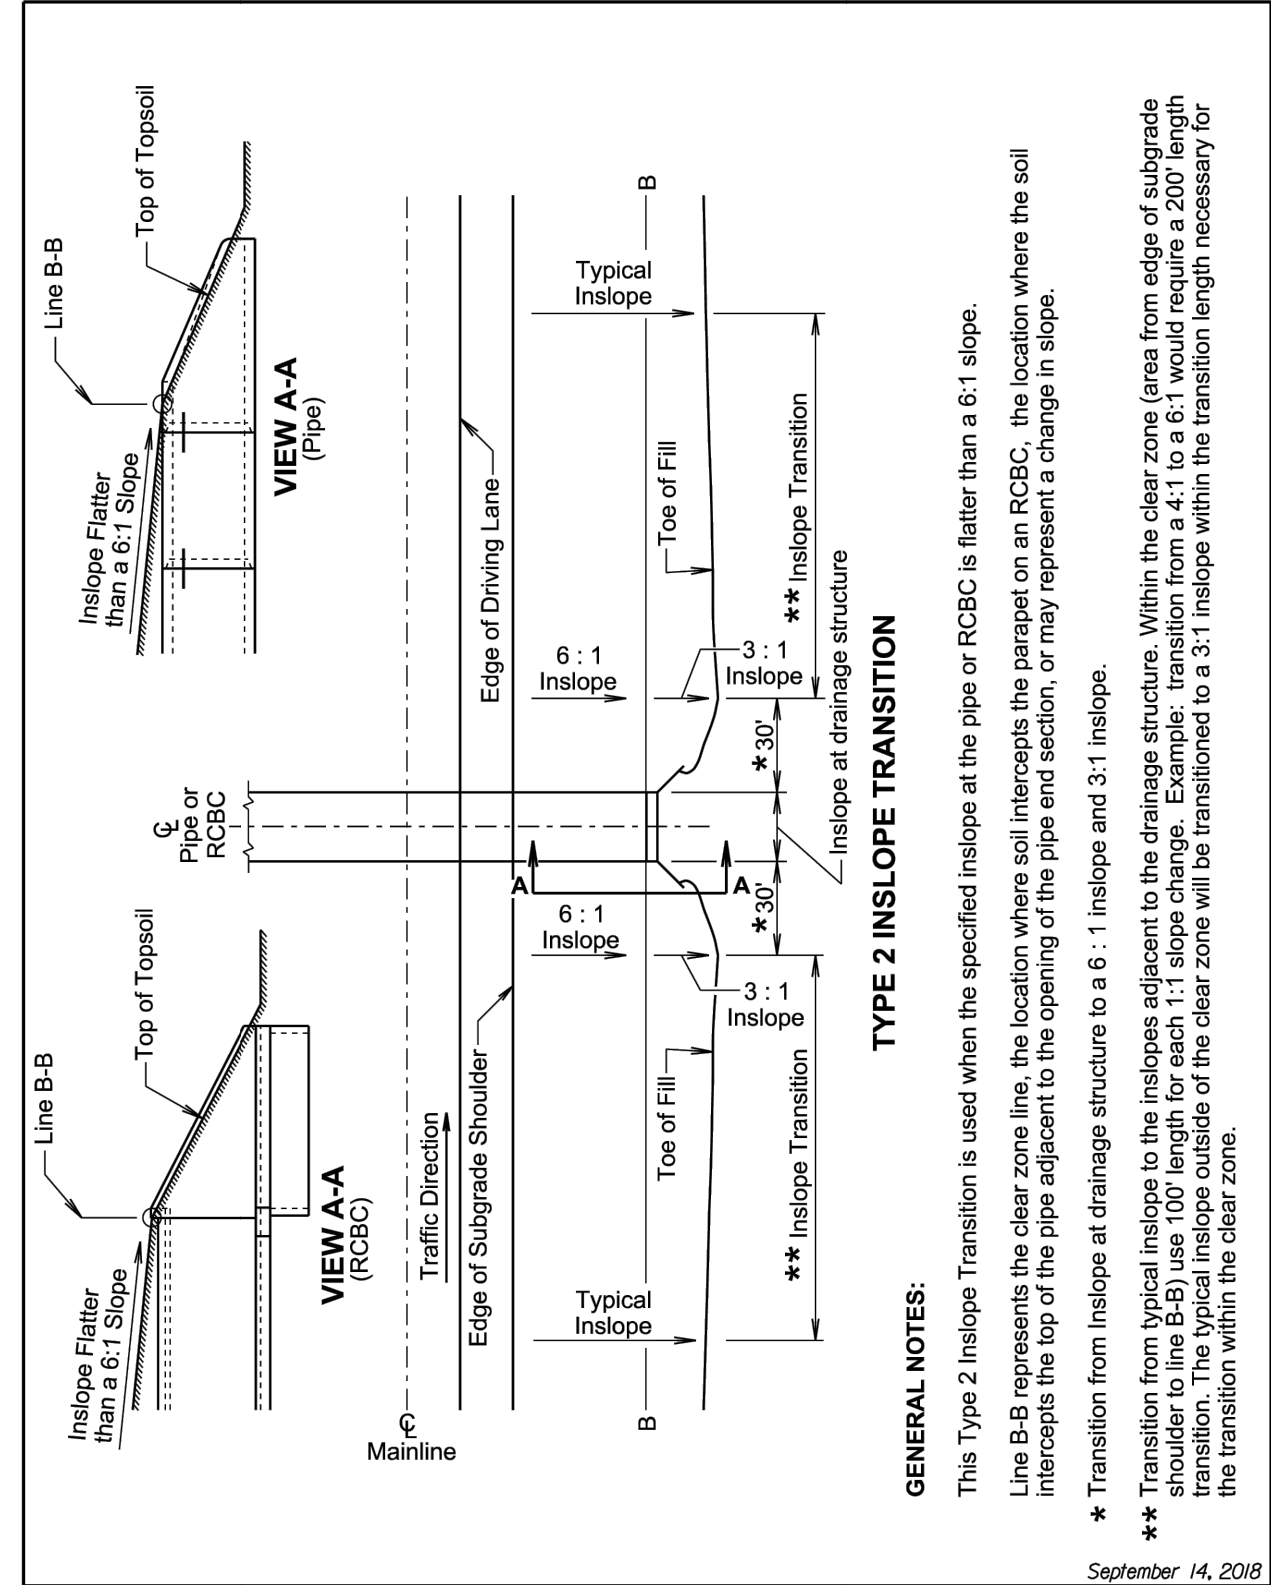 Inslope Flatter
than a 6:1 Slope
Line B-B
Top of Topsoil
VIEW A-A
(RCBC)
Inslope Flatter
than a 6:1 Slope
Line B-B
Top of Topsoil
VIEW A-A
(Pipe)
℄
Pipe or
RCBC
℄
Mainline
Traffic Direction
Edge of Subgrade Shoulder
Edge of Driving Lane
B
B
Typical
Inslope
6 : 1
Inslope
A
A
6 : 1
Inslope
Typical
Inslope
Toe of Fill
3 : 1
Inslope
3 : 1
Inslope
Toe of Fill
** Inslope Transition
*30'
*30'
** Inslope Transition
Inslope at drainage structure
TYPE 2 INSLOPE TRANSITION
GENERAL NOTES:
This Type 2 Inslope Transition is used when the specified inslope at the pipe or RCBC is flatter than a 6:1 slope.
Line B-B represents the clear zone line, the location where soil intercepts the parapet on an RCBC, the location where the soil
intercepts the top of the pipe adjacent to the opening of the pipe end section, or may represent a change in slope.
* Transition from Inslope at drainage structure to a 6 : 1 inslope and 3:1 inslope.
** Transition from typical inslope to the inslopes adjacent to the drainage structure. Within the clear zone (area from edge of subgrade
shoulder to line B-B) use 100' length for each 1:1 slope change. Example: transition from a 4:1 to a 6:1 would require a 200' length
transition. The typical inslope outside of the clear zone will be transitioned to a 3:1 inslope within the transition length necessary for
the transition within the clear zone.
September 14, 2018